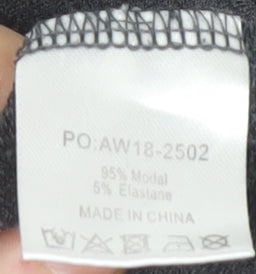 PO:AW18-2502
95% Modal
5% Elastane
MADE IN CHINA